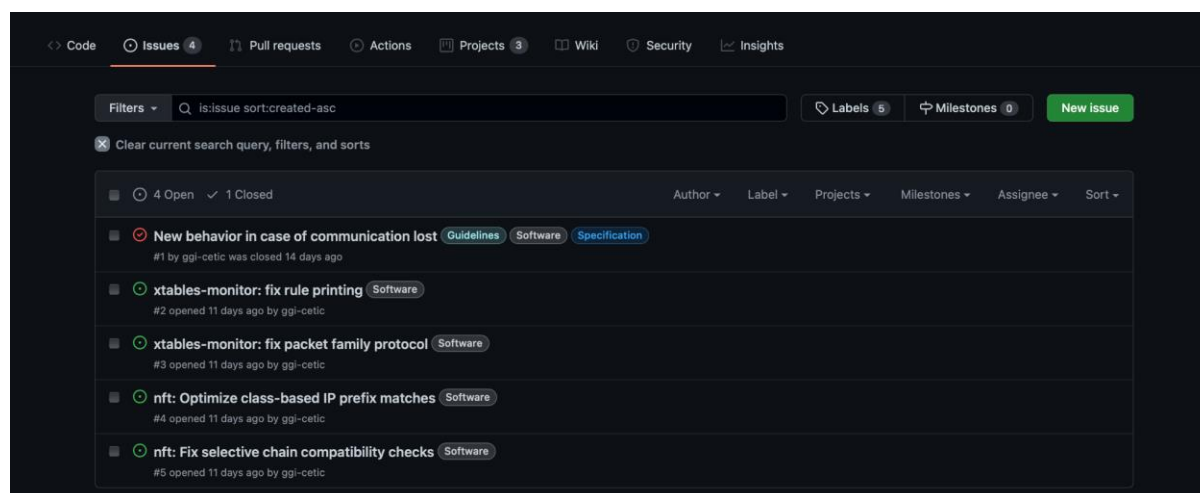 Code Issues 4 Pull requests Actions Projects 3 Wiki Security Insights
Filters is:issue sort:created-asc Labels 5 Milestones 0 New issue
Clear current search query, filters, and sorts
4 Open 1 Closed Author Label Projects Milestones Assignee Sort
New behavior in case of communication lost Guidelines Software Specification
#1 by ggi-cetic was closed 14 days ago
xtables-monitor: fix rule printing Software
#2 opened 11 days ago by ggi-cetic
xtables-monitor: fix packet family protocol Software
#3 opened 11 days ago by ggi-cetic
nft: Optimize class-based IP prefix matches Software
#4 opened 11 days ago by ggi-cetic
nft: Fix selective chain compatibility checks Software
#5 opened 11 days ago by ggi-cetic